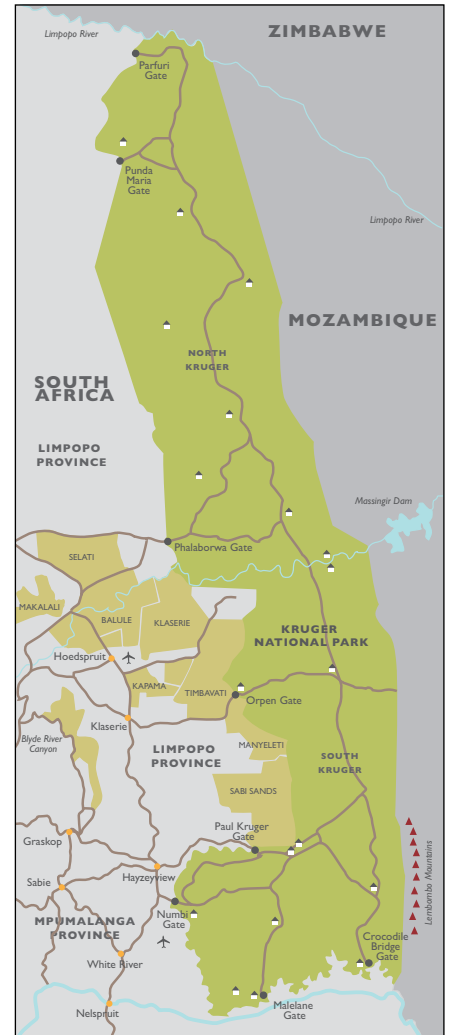 Limpopo River
ZIMBABWE
Parfuri
Gate
Punda
Maria
Gate
Limpopo River
MOZAMBIQUE
NORTH
KRUGER
SOUTH
AFRICA
LIMPOPO
PROVINCE
Massingir Dam
Phalaborwa Gate
SELATI
MAKALALI
BALULE
KLASERIE
KRUGER
NATIONAL PARK
Hoedspruit
KAPAMA
TIMBAVATI
Orpen Gate
Klaserie
Blyde River
Canyon
LIMPOPO
PROVINCE
MANYELETI
SOUTH
KRUGER
SABI SANDS
Paul Kruger
Gate
Graskop
Hayzeyview
Lembombo Mountains
Sabie
Numbi
Gate
MPUMALANGA
PROVINCE
Crocodile
Bridge
Gate
White River
Malelane
Gate
Nelspruit